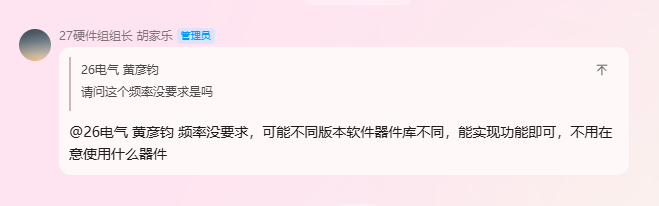 27硬件组组长 胡家乐 管理员
26电气 黄彦钧
请问这个频率没要求是吗
@26电气 黄彦钧 频率没要求，可能不同版本软件器件库不同，能实现功能即可，不用在
意使用什么器件